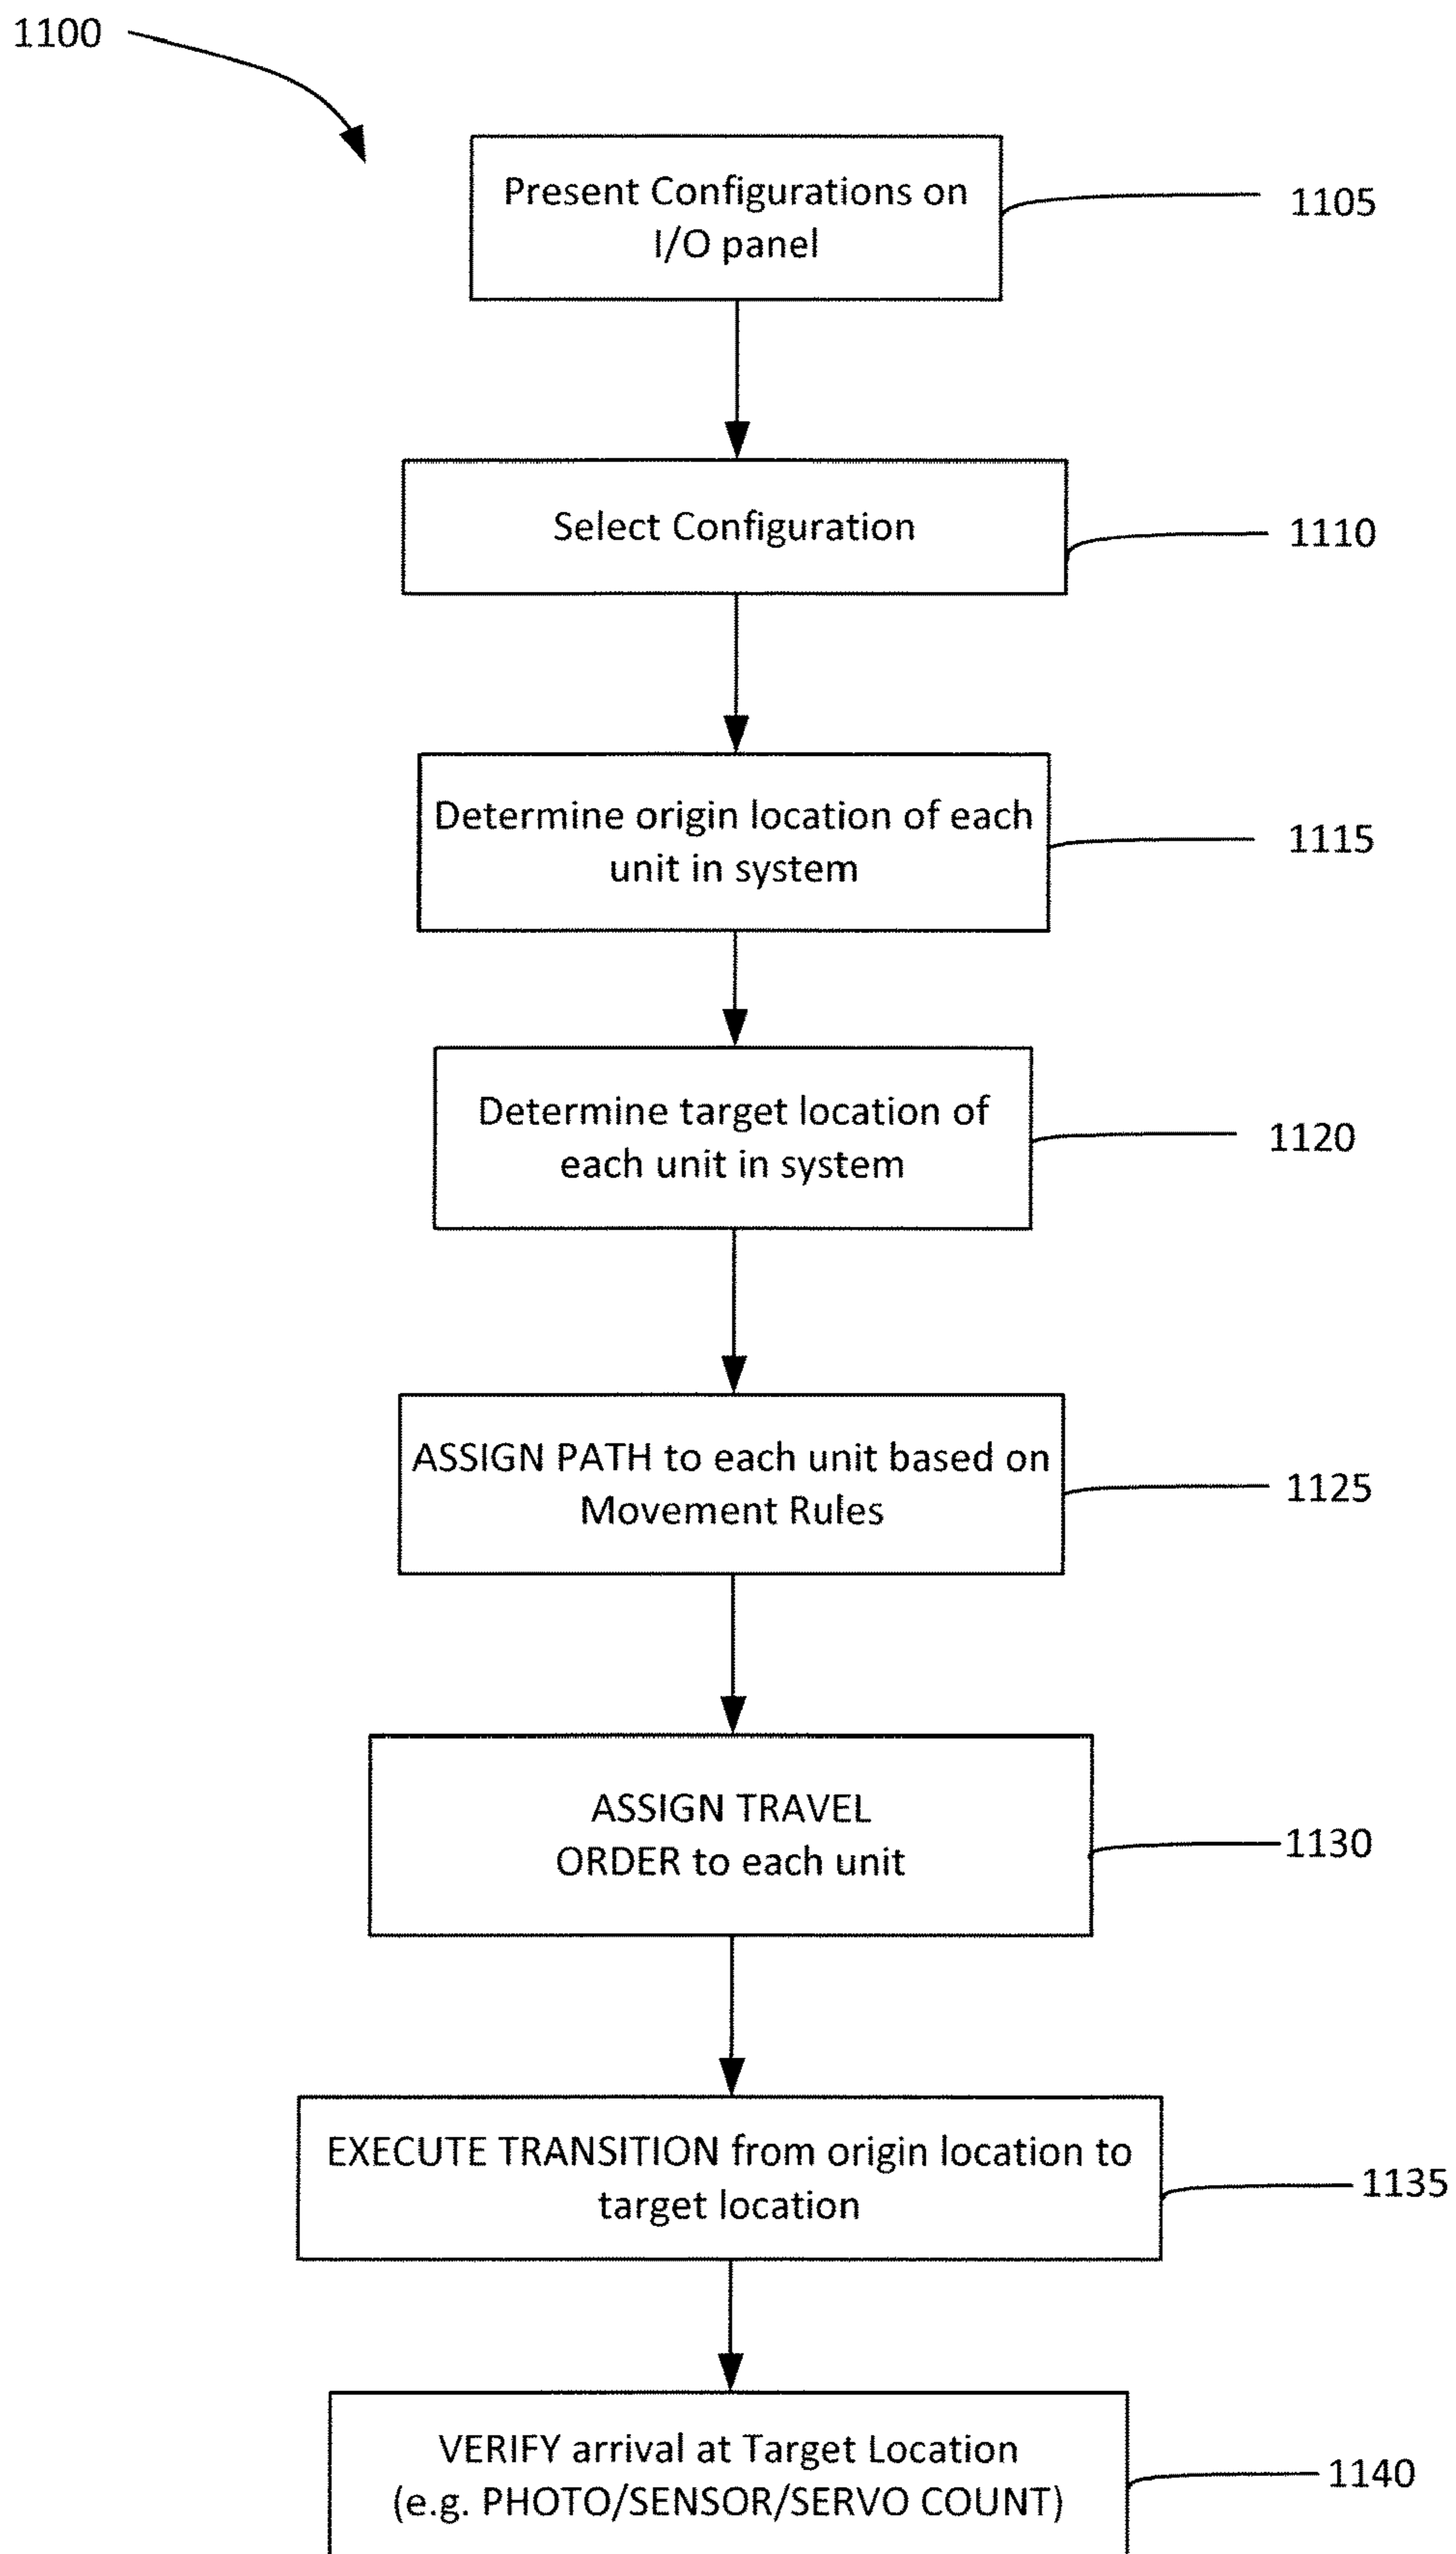 1100
Present Configurations on
I/O panel
1105
Select Configuration
1110
Determine origin location of each
unit in system
1115
Determine target location of
each unit in system
1120
ASSIGN PATH to each unit based on
Movement Rules
1125
ASSIGN TRAVEL
ORDER to each unit
1130
EXECUTE TRANSITION from origin location to
target location
1135
VERIFY arrival at Target Location
(e.g. PHOTO/SENSOR/SERVO COUNT)
1140